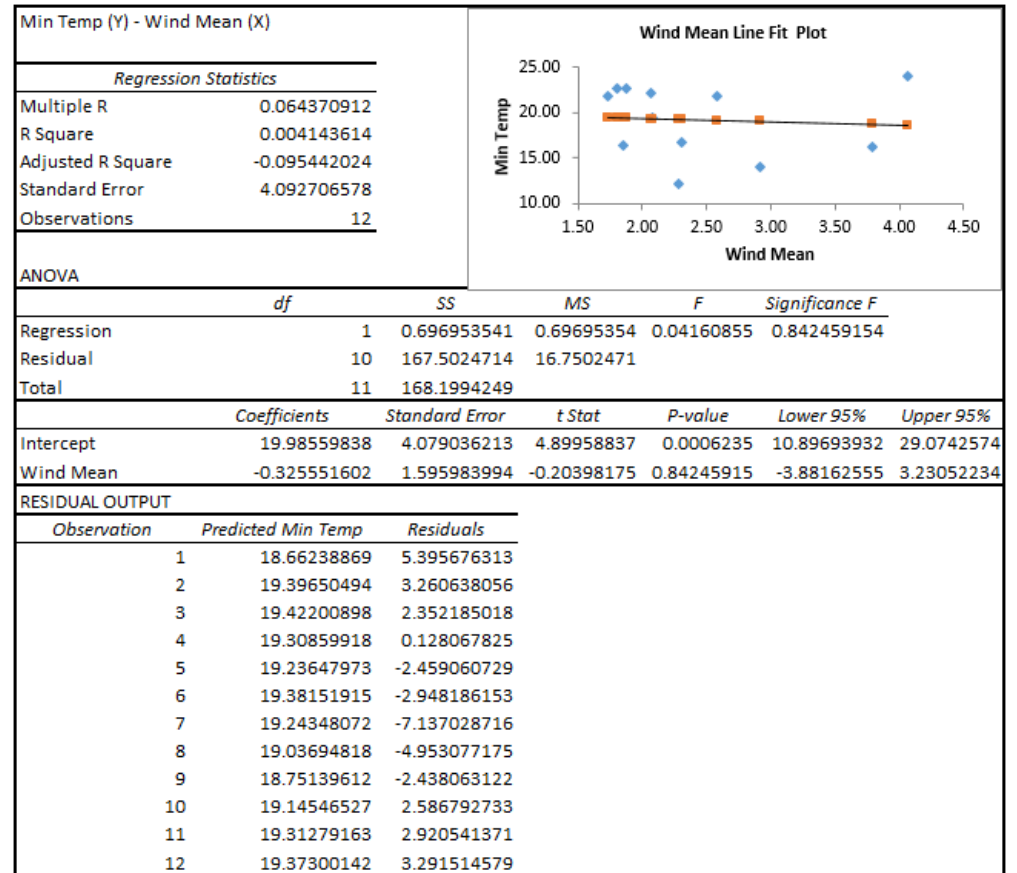 Min Temp (Y) - Wind Mean (X)
Regression Statistics
Multiple R 0.064370912
R Square 0.004143614
Adjusted R Square -0.095442024
Standard Error 4.092706578
Observations 12
Wind Mean Line Fit Plot
Min Temp
25.00
20.00
15.00
10.00
1.50 2.00 2.50 3.00 3.50 4.00 4.50
Wind Mean
ANOVA
df SS MS F Significance F
Regression 1 0.696953541 0.69695354 0.04160855 0.842459154
Residual 10 167.5024714 16.7502471
Total 11 168.1994249
Coefficients Standard Error t Stat P-value Lower 95% Upper 95%
Intercept 19.98559838 4.079036213 4.89958837 0.0006235 10.89693932 29.0742574
Wind Mean -0.325551602 1.595983994 -0.20398175 0.84245915 -3.88162555 3.23052234
RESIDUAL OUTPUT
Observation Predicted Min Temp Residuals
1 18.66238869 5.395676313
2 19.39650494 3.260638056
3 19.42200898 2.352185018
4 19.30859918 0.128067825
5 19.23647973 -2.459060729
6 19.38151915 -2.948186153
7 19.24348072 -7.137028716
8 19.03694818 -4.953077175
9 18.75139612 -2.438063122
10 19.14546527 2.586792733
11 19.31279163 2.920541371
12 19.37300142 3.291514579